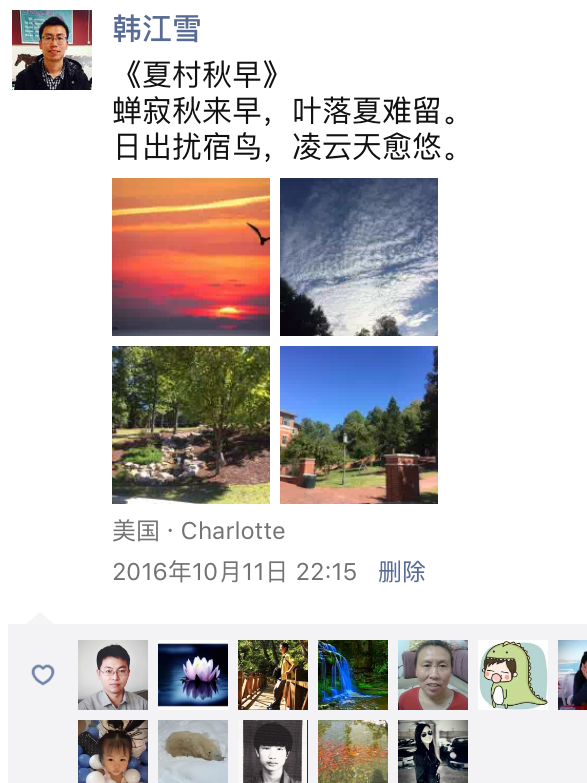 韩江雪
《夏村秋早》
蝉寂秋来早，叶落夏难留。
日出扰宿鸟，凌云天愈悠。
美国 · Charlotte
2016年10月11日 22:15 删除